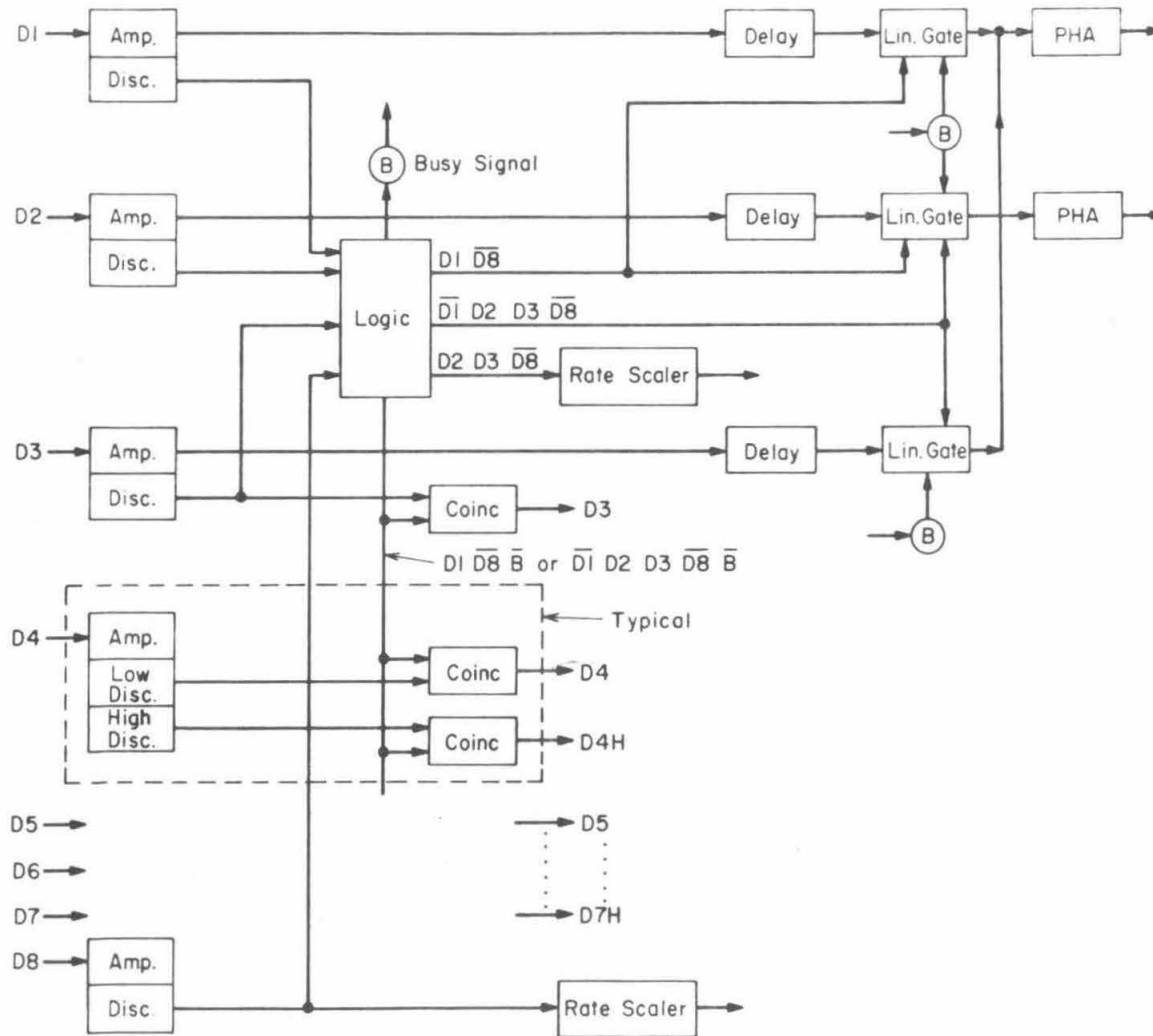 D1 Amp. Delay Lin. Gate PHA
Disc.
B Busy Signal B
D2 Amp. Delay Lin. Gate PHA
Disc.
D1 D̅8̅
Logic D̅1̅ D2 D3 D̅8̅
D2 D3 D̅8̅ Rate Scaler
D3 Amp. Delay Lin. Gate
Disc. Coinc D3
B
D1 D̅8̅ B̅ or D̅1̅ D2 D3 D̅8̅ B̅
Typical
D4 Amp.
Low Disc. Coinc D4
High Disc. Coinc D4H
D5 D5
D6
D7 D7H
D8 Amp.
Disc. Rate Scaler